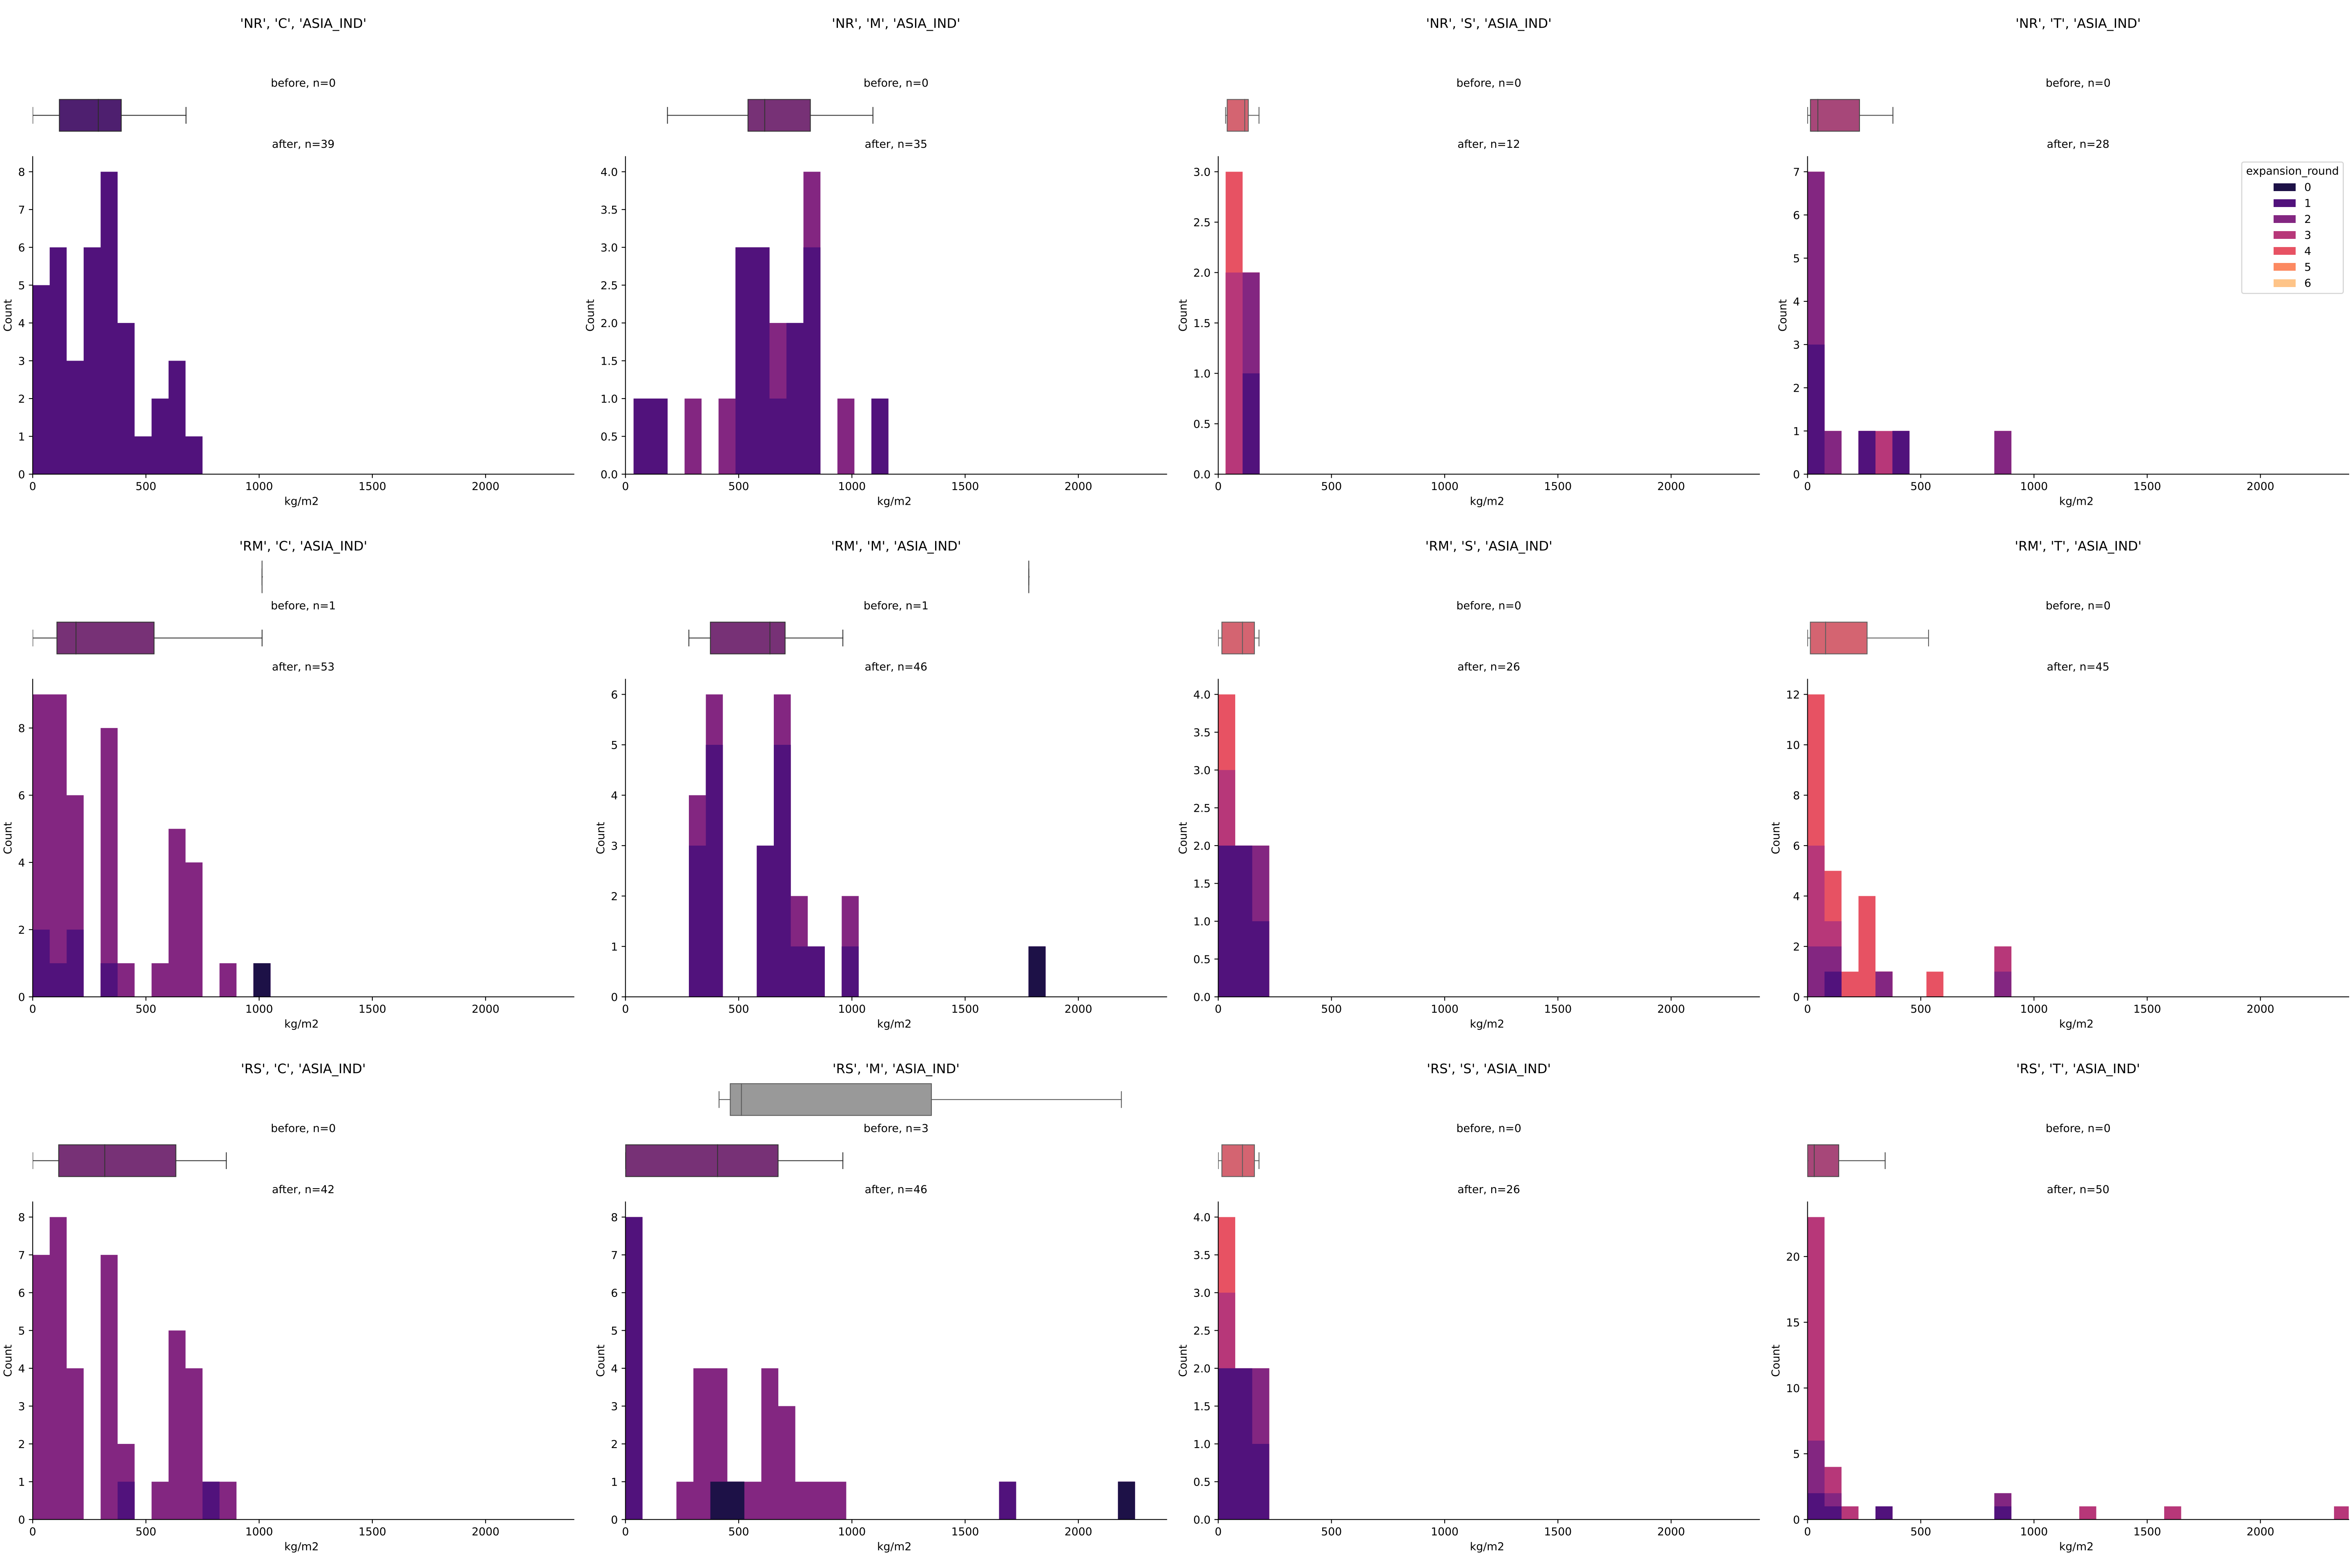 'NR', 'C', 'ASIA_IND'
before, n=0
after, n=39
8
7
6
5
4
3
2
1
0
Count
0 500 1000 1500 2000
kg/m2
'NR', 'M', 'ASIA_IND'
before, n=0
after, n=35
4.0
3.5
3.0
2.5
2.0
1.5
1.0
0.5
0.0
Count
0 500 1000 1500 2000
kg/m2
'NR', 'S', 'ASIA_IND'
before, n=0
after, n=12
3.0
2.5
2.0
1.5
1.0
0.5
0.0
Count
0 500 1000 1500 2000
kg/m2
'NR', 'T', 'ASIA_IND'
before, n=0
after, n=28
7
6
5
4
3
2
1
0
Count
expansion_round
0
1
2
3
4
5
6
0 500 1000 1500 2000
kg/m2
'RM', 'C', 'ASIA_IND'
before, n=1
after, n=53
8
6
4
2
0
Count
0 500 1000 1500 2000
kg/m2
'RM', 'M', 'ASIA_IND'
before, n=1
after, n=46
6
5
4
3
2
1
0
Count
0 500 1000 1500 2000
kg/m2
'RM', 'S', 'ASIA_IND'
before, n=0
after, n=26
4.0
3.5
3.0
2.5
2.0
1.5
1.0
0.5
0.0
Count
0 500 1000 1500 2000
kg/m2
'RM', 'T', 'ASIA_IND'
before, n=0
after, n=45
12
10
8
6
4
2
0
Count
0 500 1000 1500 2000
kg/m2
'RS', 'C', 'ASIA_IND'
before, n=0
after, n=42
8
7
6
5
4
3
2
1
0
Count
0 500 1000 1500 2000
kg/m2
'RS', 'M', 'ASIA_IND'
before, n=3
after, n=46
8
7
6
5
4
3
2
1
0
Count
0 500 1000 1500 2000
kg/m2
'RS', 'S', 'ASIA_IND'
before, n=0
after, n=26
4.0
3.5
3.0
2.5
2.0
1.5
1.0
0.5
0.0
Count
0 500 1000 1500 2000
kg/m2
'RS', 'T', 'ASIA_IND'
before, n=0
after, n=50
20
15
10
5
0
Count
0 500 1000 1500 2000
kg/m2